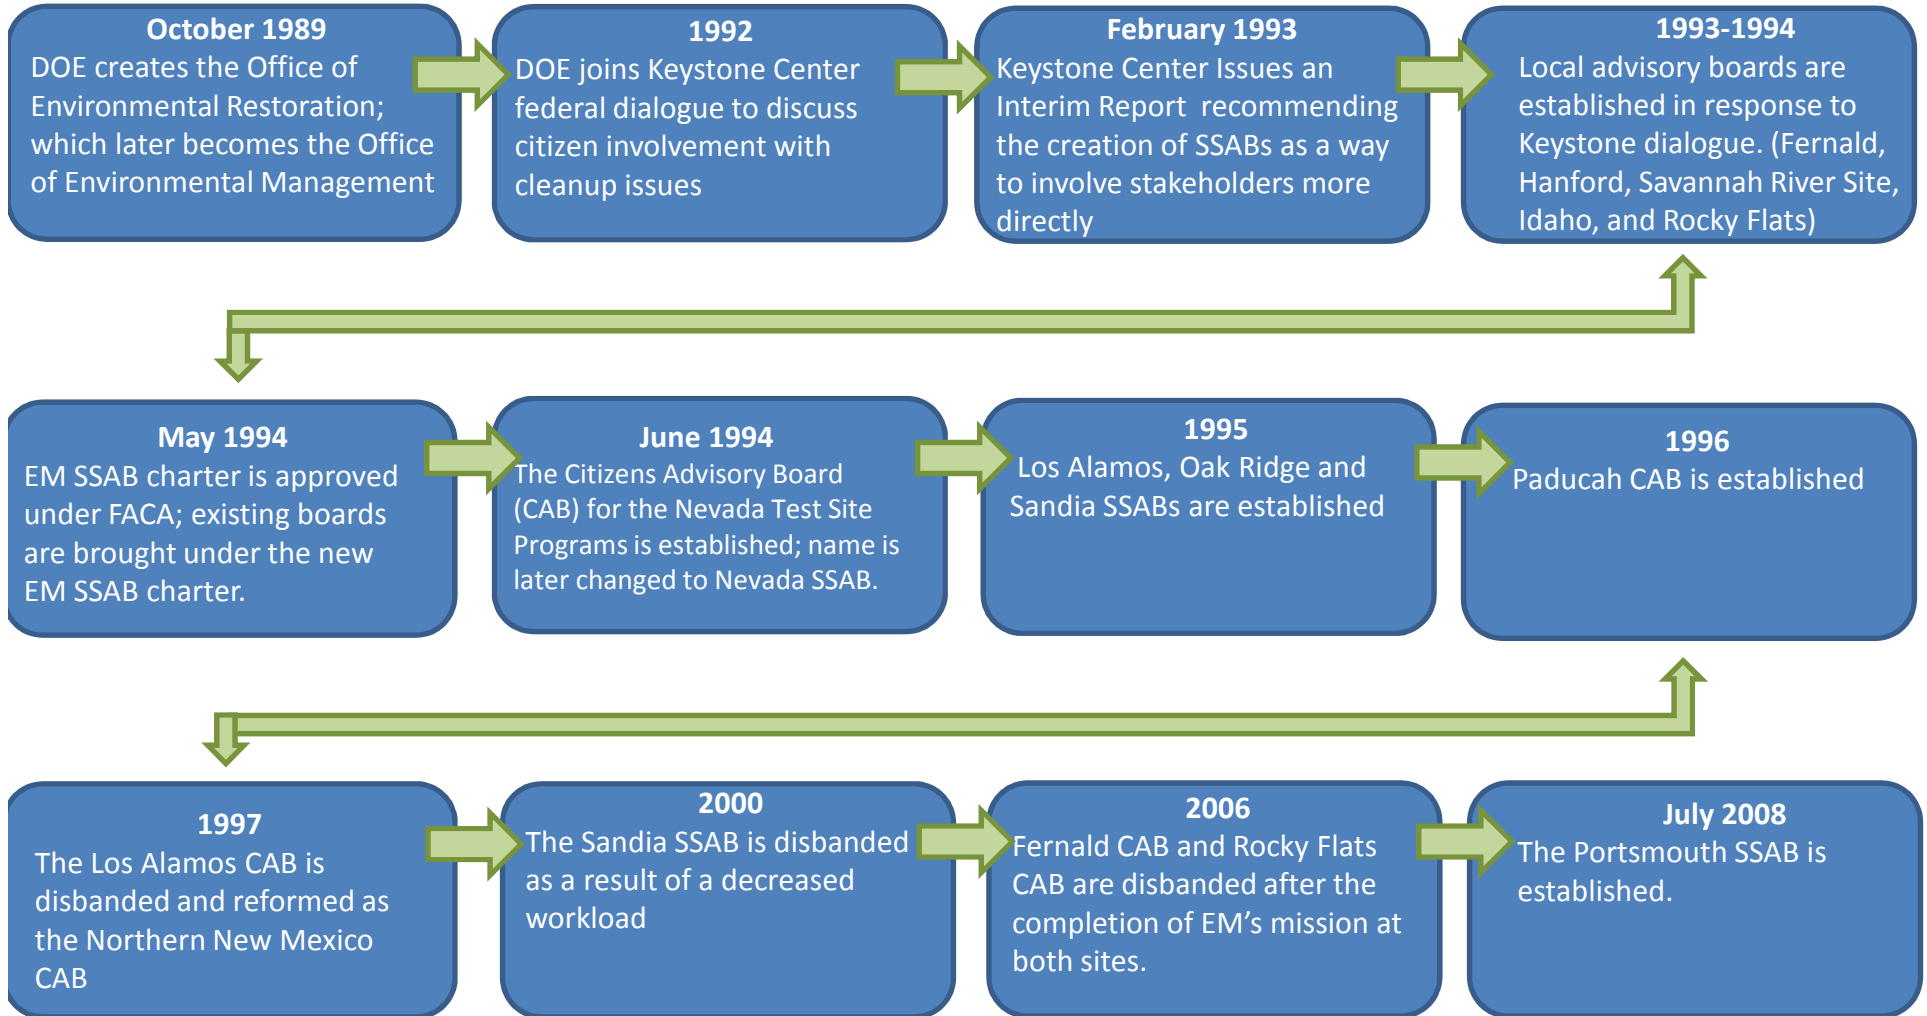 October 1989
DOE creates the Office of
Environmental Restoration;
which later becomes the Office
of Environmental Management
1992
DOE joins Keystone Center
federal dialogue to discuss
citizen involvement with
cleanup issues
February 1993
Keystone Center Issues an
Interim Report recommending
the creation of SSABs as a way
to involve stakeholders more
directly
1993-1994
Local advisory boards are
established in response to
Keystone dialogue. (Fernald,
Hanford, Savannah River Site,
Idaho, and Rocky Flats)
May 1994
EM SSAB charter is approved
under FACA; existing boards
are brought under the new
EM SSAB charter.
June 1994
The Citizens Advisory Board
(CAB) for the Nevada Test Site
Programs is established; name is
later changed to Nevada SSAB.
1995
Los Alamos, Oak Ridge and
Sandia SSABs are established
1996
Paducah CAB is established
1997
The Los Alamos CAB is
disbanded and reformed as
the Northern New Mexico
CAB
2000
The Sandia SSAB is disbanded
as a result of a decreased
workload
2006
Fernald CAB and Rocky Flats
CAB are disbanded after the
completion of EM’s mission at
both sites.
July 2008
The Portsmouth SSAB is
established.